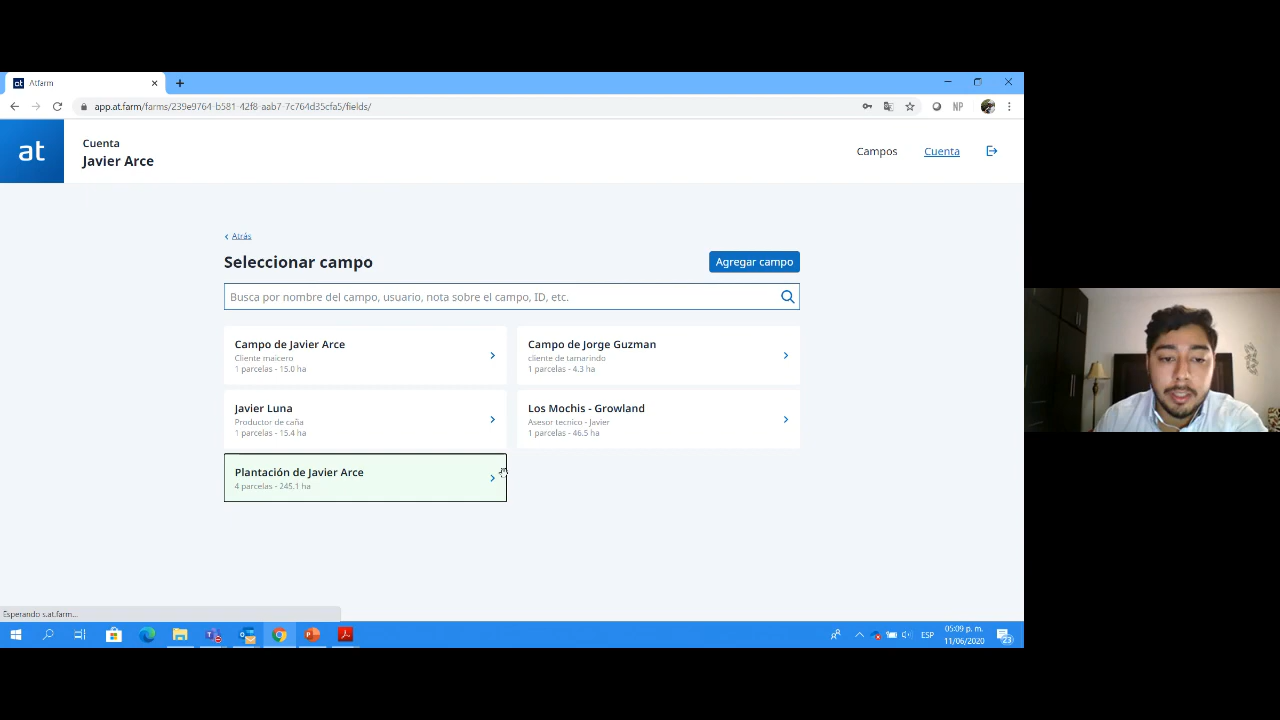 at Atfarm
app.at.farm/farms/239e9764-b581-42f8-aab7-7c764d35cfa5/fields/
NP
at
Cuenta
Javier Arce
Campos
Cuenta
Atrás
Seleccionar campo
Agregar campo
Busca por nombre del campo, usuario, nota sobre el campo, ID, etc.
Campo de Javier Arce
Cliente maicero
1 parcelas - 15.0 ha
Campo de Jorge Guzman
cliente de tamarindo
1 parcelas - 4.3 ha
Javier Luna
Productor de caña
1 parcelas - 15.4 ha
Los Mochis - Growland
Asesor tecnico - Javier
1 parcelas - 46.5 ha
Plantación de Javier Arce
4 parcelas - 245.1 ha
Esperando s.at.farm...
ESP
05:09 p. m.
11/06/2020
23